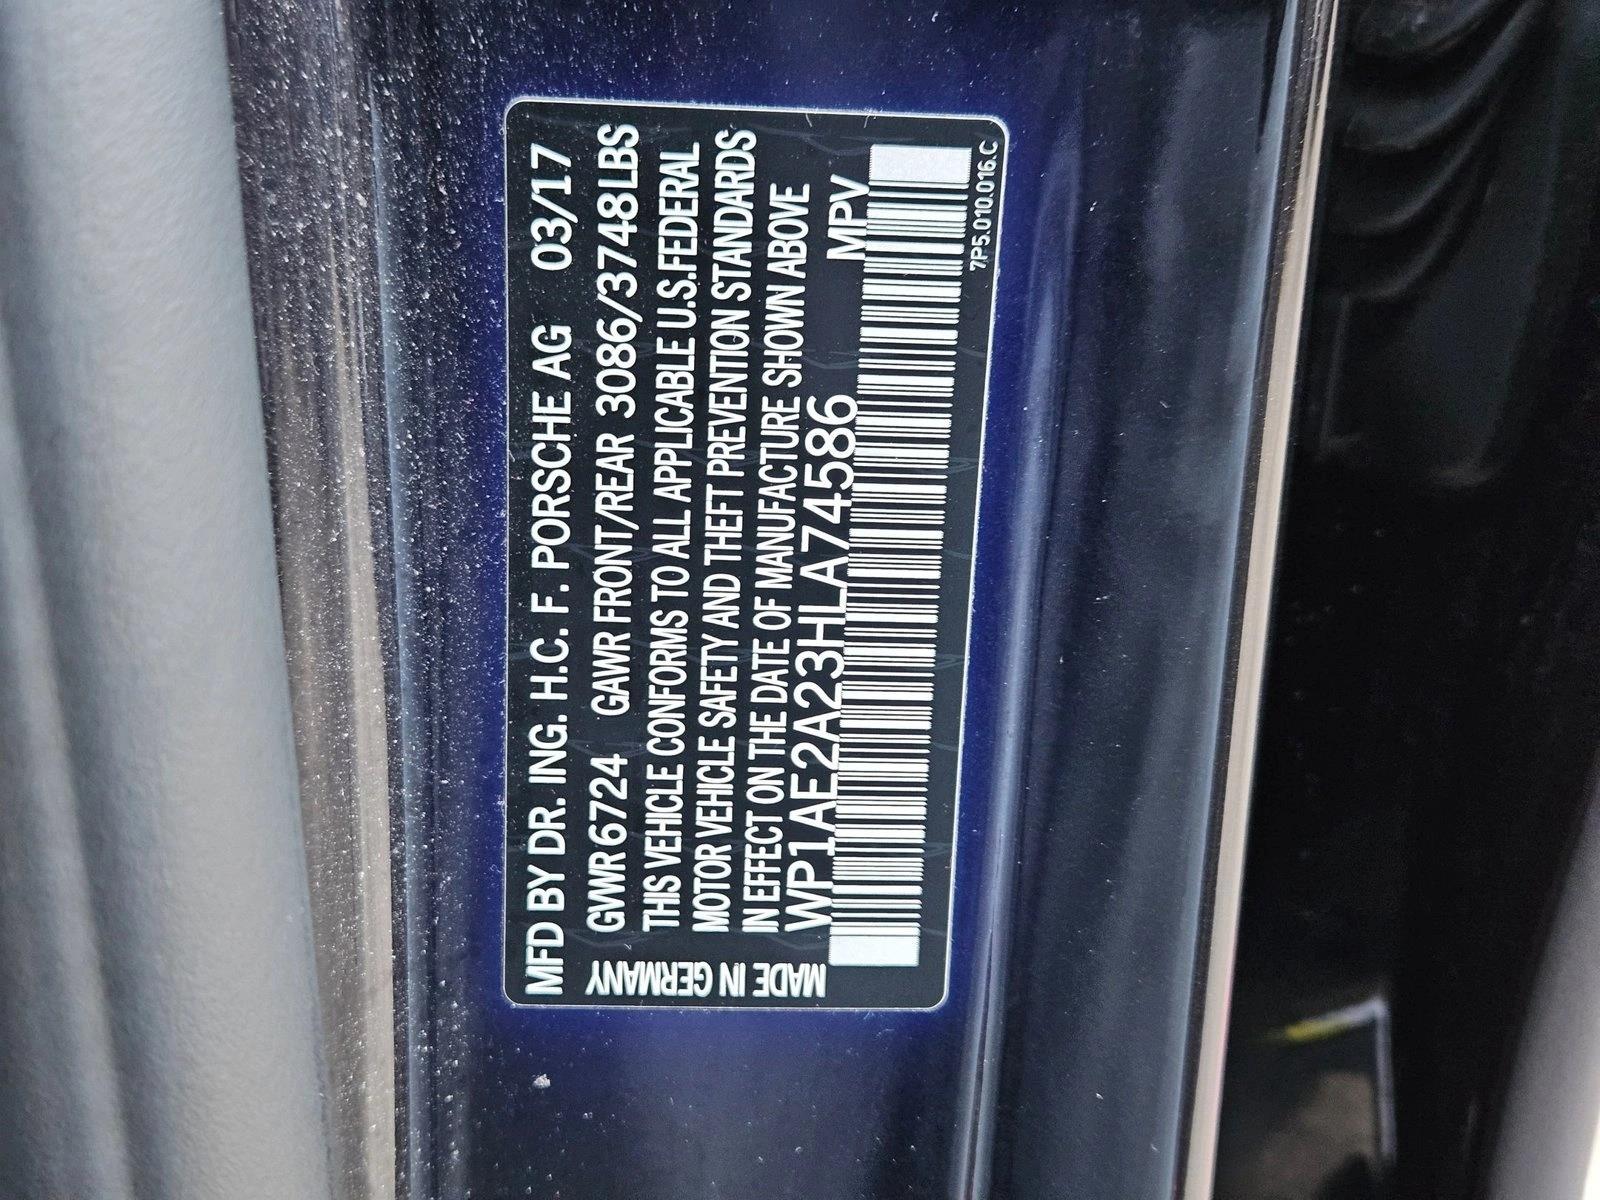 MFD BY DR. ING. H.C. F. PORSCHE AG 03/17
GVWR 6724 GAWR FRONT/REAR 3086/3748LBS
THIS VEHICLE CONFORMS TO ALL APPLICABLE U.S.FEDERAL
MOTOR VEHICLE SAFETY AND THEFT PREVENTION STANDARDS
IN EFFECT ON THE DATE OF MANUFACTURE SHOWN ABOVE
WP1AE2A23HLA74586 MPV
MADE IN GERMANY
7P5.010.016.C